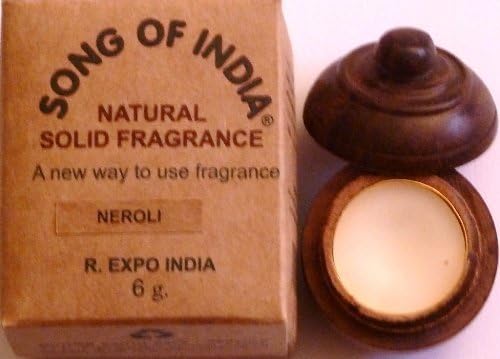 SONG OF INDIA®
NATURAL
SOLID FRAGRANCE
A new way to use fragrance
NEROLI
R. EXPO INDIA
6 g.